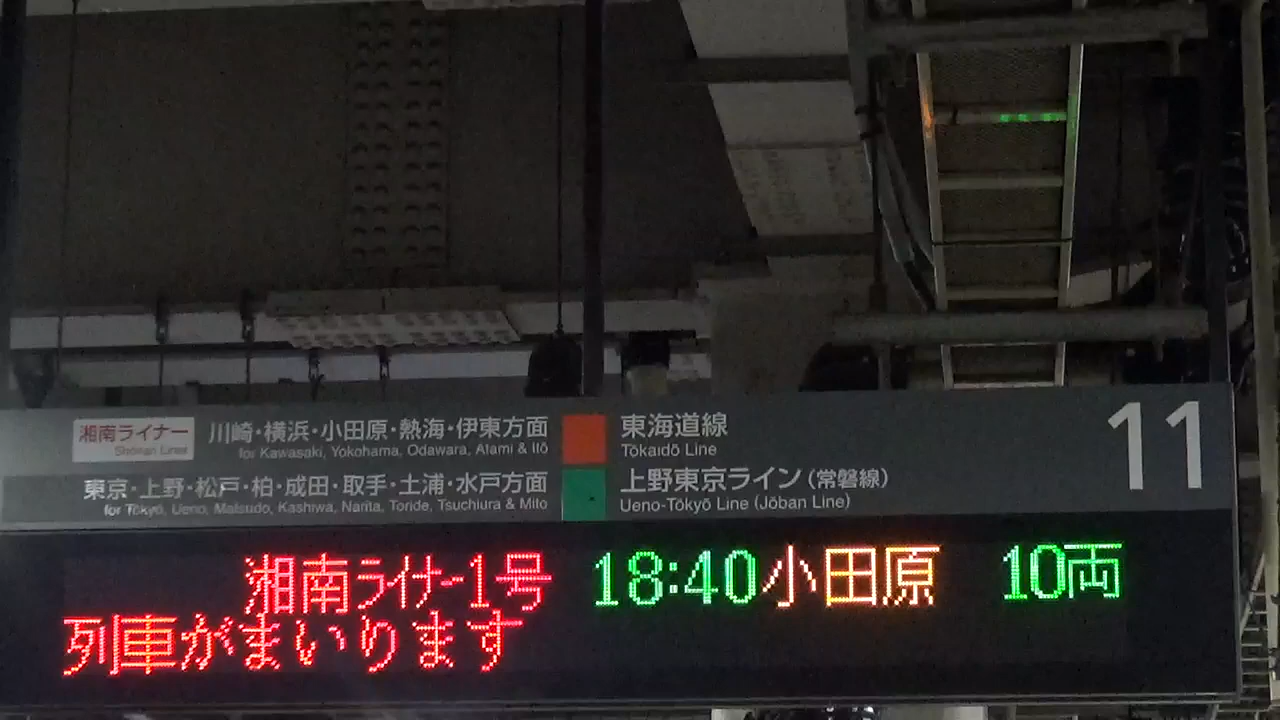 湘南ライナー 川崎・横浜・小田原・熱海・伊東方面 東海道線 11
Shōnan Liner for Kawasaki, Yokohama, Odawara, Atami & Itō Tōkaidō Line
東京・上野・松戸・柏・成田・取手・土浦・水戸方面 上野東京ライン(常磐線)
for Tōkyō, Ueno, Matsudo, Kashiwa, Narita, Toride, Tsuchiura & Mito Ueno-Tōkyō Line (Jōban Line)
湘南ライナー1号 18:40 小田原 10両
列車がまいります